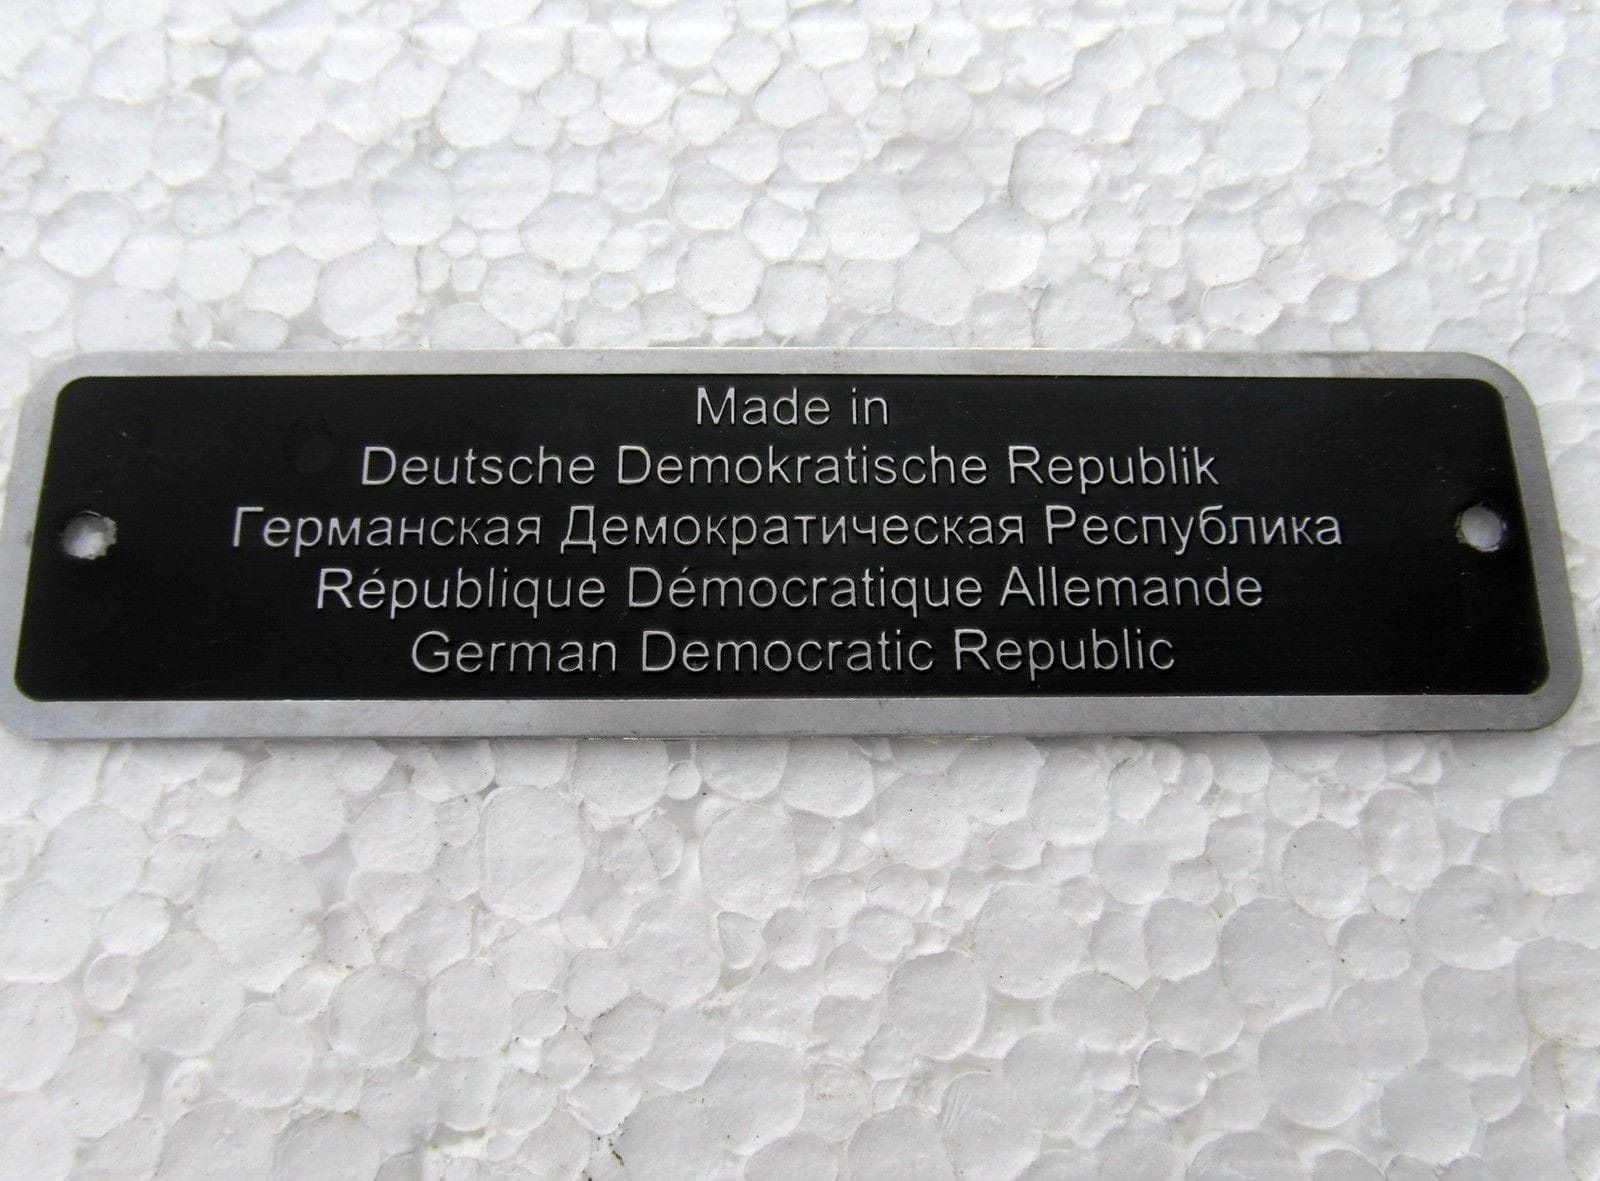 Made in
Deutsche Demokratische Republik
Германская Демократическая Республика
République Démocratique Allemande
German Democratic Republic